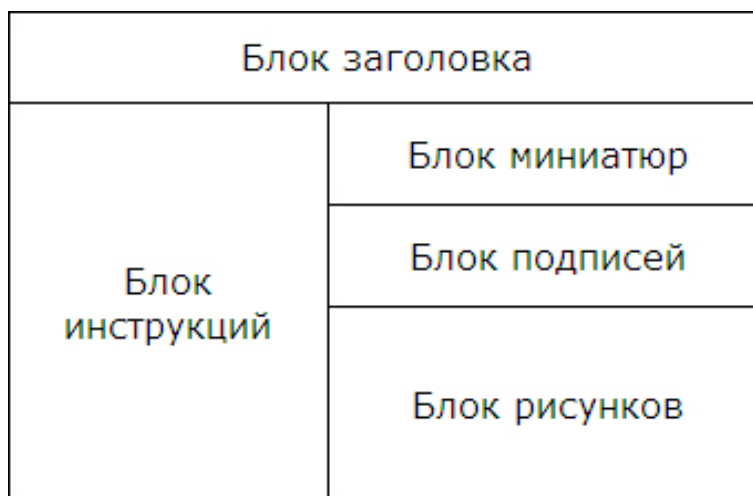 Блок заголовка
Блок миниатюр
Блок подписей
Блок
инструкций
Блок рисунков